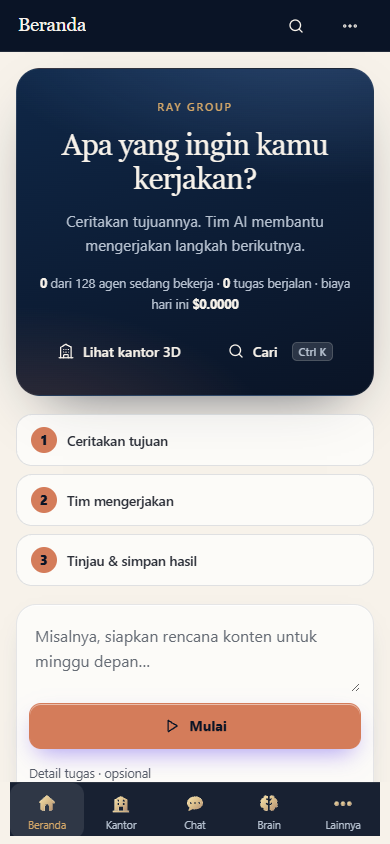 Beranda
RAY GROUP
Apa yang ingin kamu
kerjakan?
Ceritakan tujuannya. Tim AI membantu
mengerjakan langkah berikutnya.
0 dari 128 agen sedang bekerja · 0 tugas berjalan · biaya
hari ini $0.0000
Lihat kantor 3D
Cari
Ctrl K
1 Ceritakan tujuan
2 Tim mengerjakan
3 Tinjau & simpan hasil
Misalnya, siapkan rencana konten untuk
minggu depan...
Mulai
Detail tugas · opsional
Beranda
Kantor
Chat
Brain
Lainnya